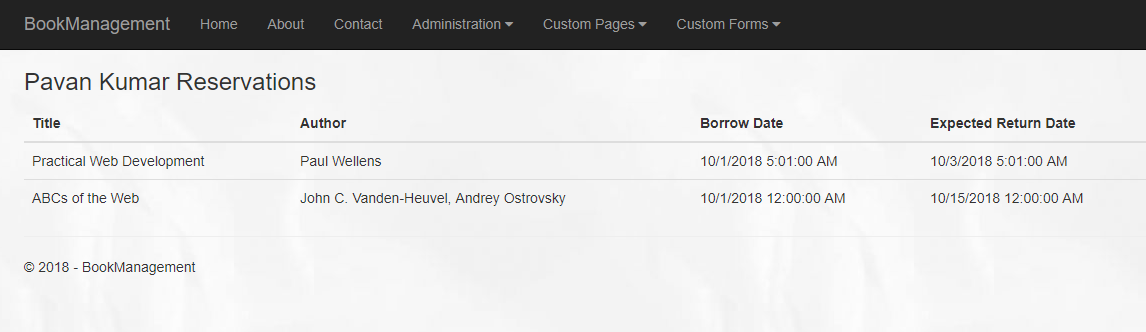 BookManagement Home About Contact Administration Custom Pages Custom Forms
Pavan Kumar Reservations
Title Author Borrow Date Expected Return Date
Practical Web Development Paul Wellens 10/1/2018 5:01:00 AM 10/3/2018 5:01:00 AM
ABCs of the Web John C. Vanden-Heuvel, Andrey Ostrovsky 10/1/2018 12:00:00 AM 10/15/2018 12:00:00 AM
© 2018 - BookManagement